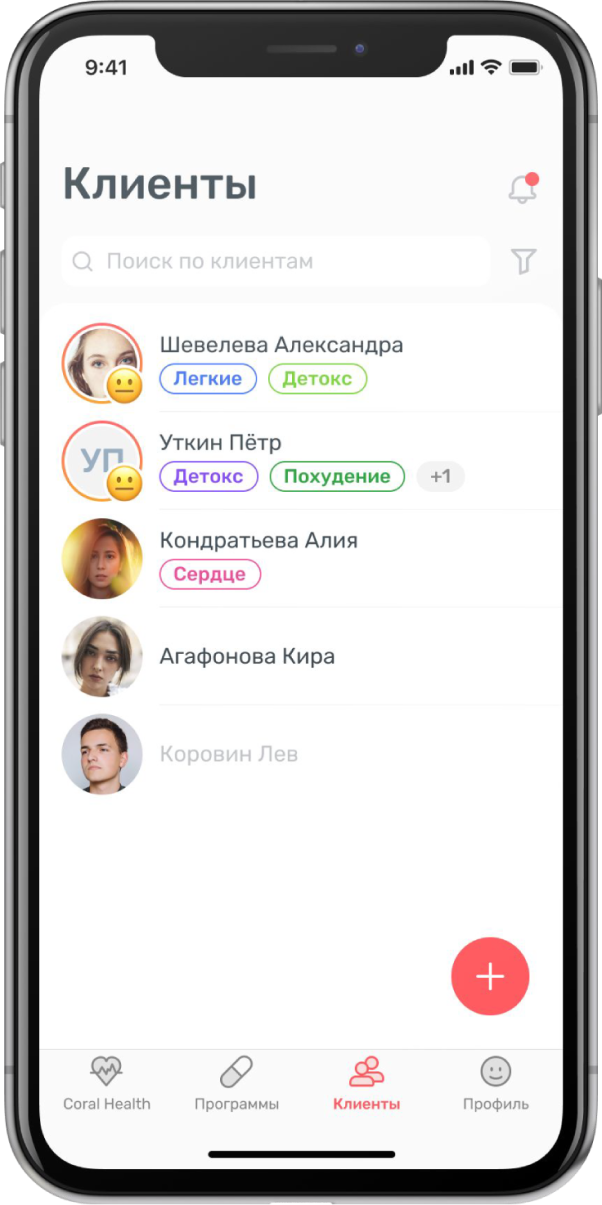 9:41
Клиенты
Поиск по клиентам
Шевелева Александра
Легкие Детокс
УП
Уткин Пётр
Детокс Похудение +1
Кондратьева Алия
Сердце
Агафонова Кира
Коровин Лев
Coral Health Программы Клиенты Профиль